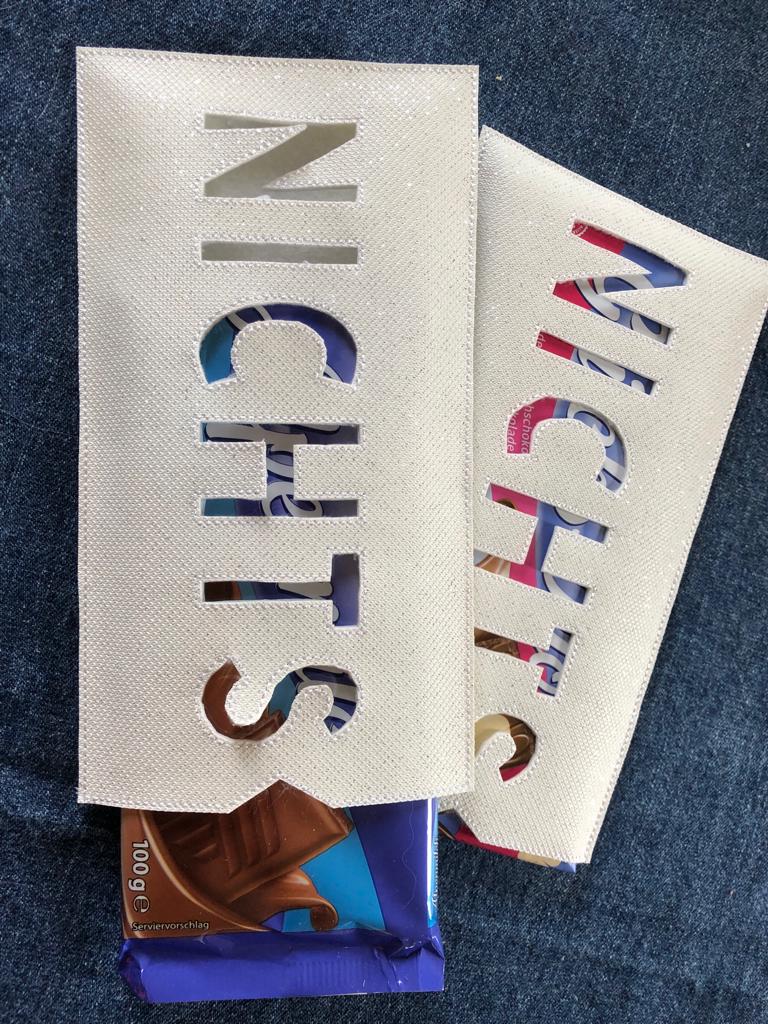 NICHTS
NICHTS
100 g e
Serviervorschlag